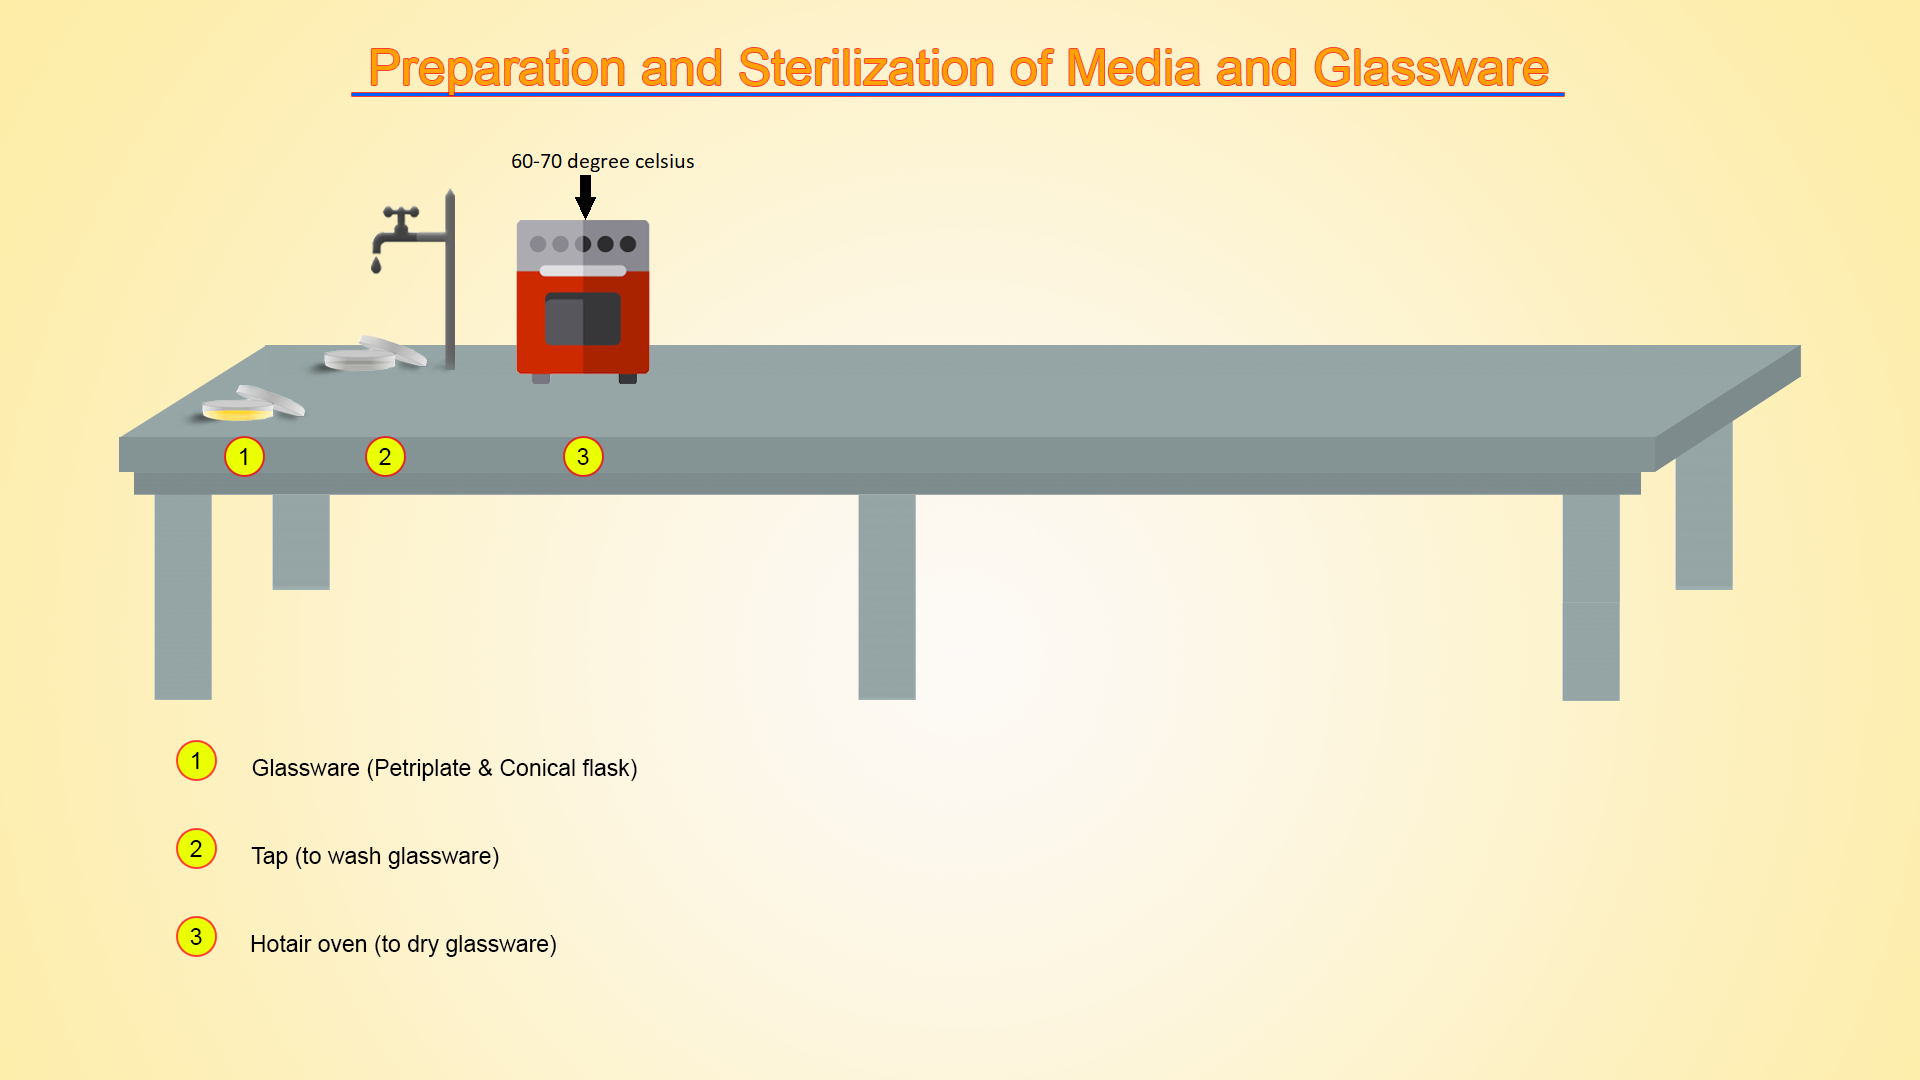 Preparation and Sterilization of Media and Glassware
60-70 degree celsius
1
2
3
1 Glassware (Petriplate & Conical flask)
2 Tap (to wash glassware)
3 Hotair oven (to dry glassware)